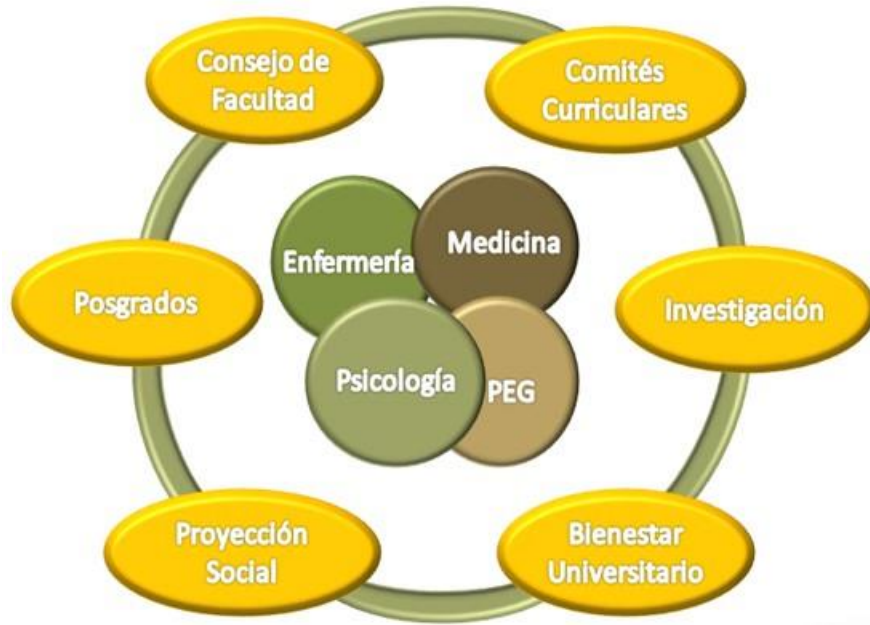 Consejo de
Facultad
Comités
Curriculares
Enfermería
Medicina
Posgrados
Investigación
Psicología
PEG
Proyección
Social
Bienestar
Universitario